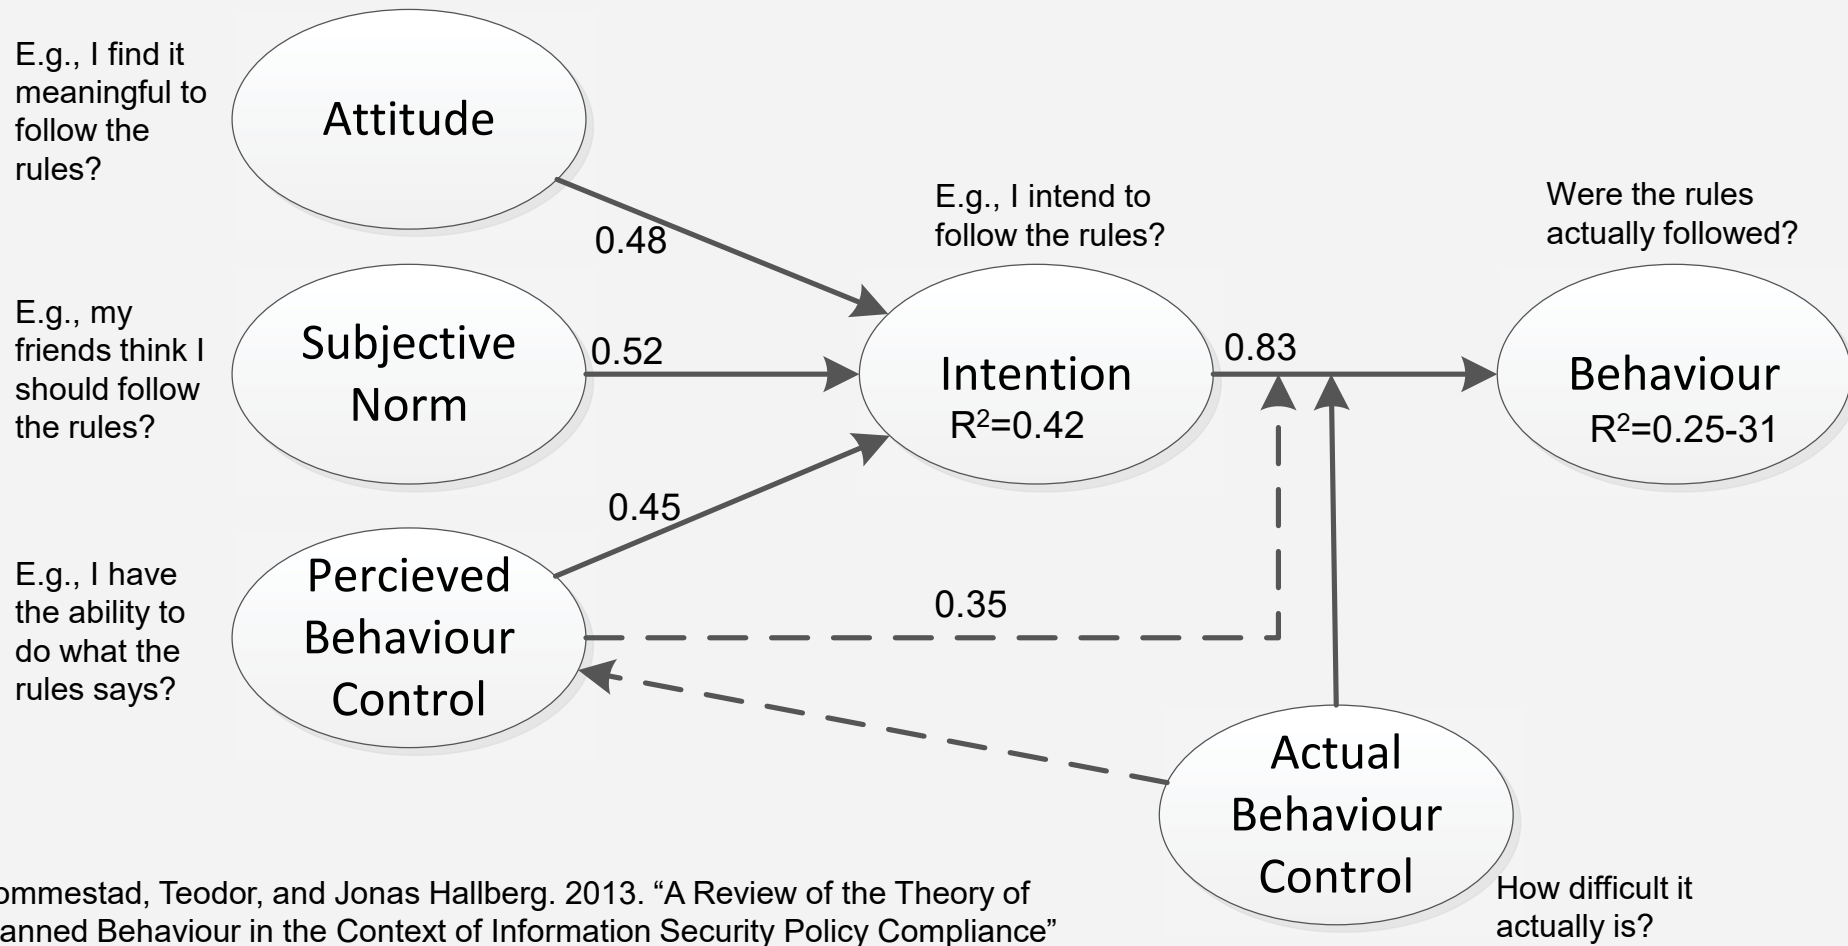 E.g., I find it
meaningful to
follow the
rules?
Attitude
0.48
E.g., my
friends think I
should follow
the rules?
Subjective
Norm
0.52
E.g., I intend to
follow the rules?
Intention
R²=0.42
0.83
Were the rules
actually followed?
Behaviour
R²=0.25-31
0.45
E.g., I have
the ability to
do what the
rules says?
Percieved
Behaviour
Control
0.35
Actual
Behaviour
Control
How difficult it
actually is?
ommestad, Teodor, and Jonas Hallberg. 2013. “A Review of the Theory of
anned Behaviour in the Context of Information Security Policy Compliance”